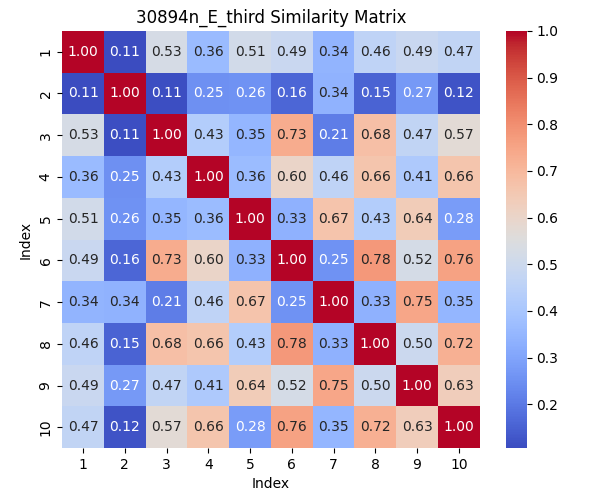 30894n_E_third Similarity Matrix
1 1.00 0.11 0.53 0.36 0.51 0.49 0.34 0.46 0.49 0.47
2 0.11 1.00 0.11 0.25 0.26 0.16 0.34 0.15 0.27 0.12
3 0.53 0.11 1.00 0.43 0.35 0.73 0.21 0.68 0.47 0.57
4 0.36 0.25 0.43 1.00 0.36 0.60 0.46 0.66 0.41 0.66
5 0.51 0.26 0.35 0.36 1.00 0.33 0.67 0.43 0.64 0.28
6 0.49 0.16 0.73 0.60 0.33 1.00 0.25 0.78 0.52 0.76
7 0.34 0.34 0.21 0.46 0.67 0.25 1.00 0.33 0.75 0.35
8 0.46 0.15 0.68 0.66 0.43 0.78 0.33 1.00 0.50 0.72
9 0.49 0.27 0.47 0.41 0.64 0.52 0.75 0.50 1.00 0.63
10 0.47 0.12 0.57 0.66 0.28 0.76 0.35 0.72 0.63 1.00
1 2 3 4 5 6 7 8 9 10
Index
Index
1.0
0.9
0.8
0.7
0.6
0.5
0.4
0.3
0.2